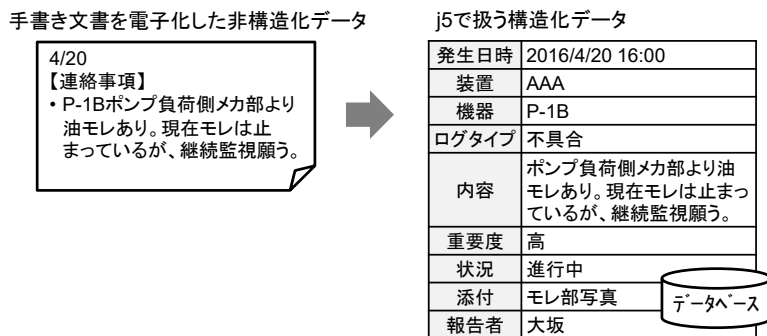 手書き文書を電子化した非構造化データ
4/20
【連絡事項】
• P-1Bポンプ負荷側メカ部より
油モレあり。現在モレは止
まっているが、継続監視願う。
j5で扱う構造化データ
発生日時 2016/4/20 16:00
装置 AAA
機器 P-1B
ログタイプ 不具合
内容 ポンプ負荷側メカ部より油
モレあり。現在モレは止まっ
ているが、継続監視願う。
重要度 高
状況 進行中
添付 モレ部写真
報告者 大坂
データベース